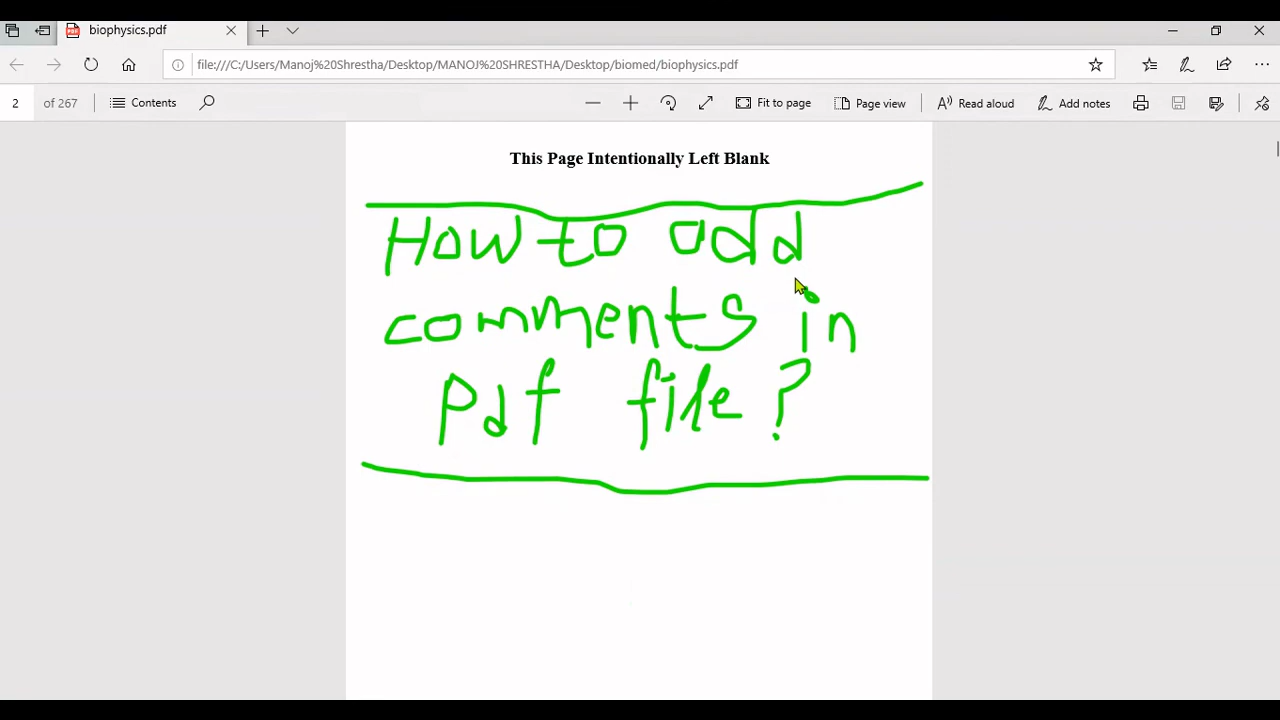 biophysics.pdf
file:///C:/Users/Manoj%20Shrestha/Desktop/MANOJ%20SHRESTHA/Desktop/biomed/biophysics.pdf
2 of 267 Contents Fit to page Page view Read aloud Add notes
This Page Intentionally Left Blank
How to add
comments in
Pdf file?